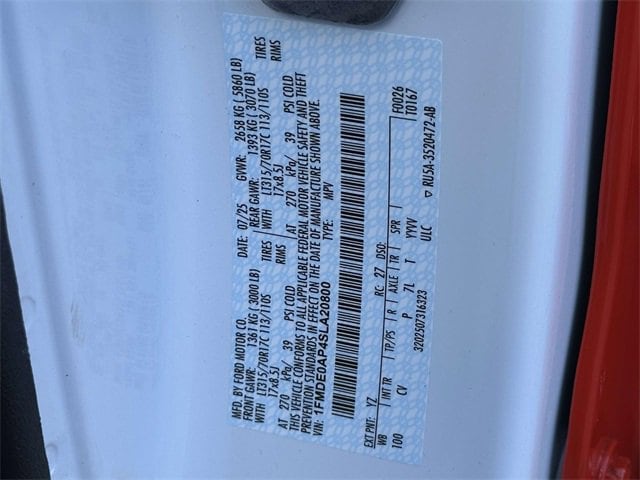 MFD. BY FORD MOTOR CO.
DATE: 07/25 GVWR: 2658 KG ( 5860 LB)
FRONT GAWR: 1361 KG ( 3000 LB) REAR GAWR: 1393 KG ( 3070 LB)
WITH LT315/70R17C 113/110S TIRES WITH LT315/70R17C 113/110S TIRES
17x8.5J RIMS 17x8.5J RIMS
AT 270 kPa/ 39 PSI COLD AT 270 kPa/ 39 PSI COLD
THIS VEHICLE CONFORMS TO ALL APPLICABLE FEDERAL MOTOR VEHICLE SAFETY AND THEFT
PREVENTION STANDARDS IN EFFECT ON THE DATE OF MANUFACTURE SHOWN ABOVE.
VIN: 1FMDE0AP4SLA20800 TYPE: MPV
F0026
EXT PNT: YZ RC: 27 DSO: T0167
WB INT TR TP/PS R AXLE TR SPR
100 CV P 7L T YYVV
ULC
3202507316323 RU5A-3520472-AB